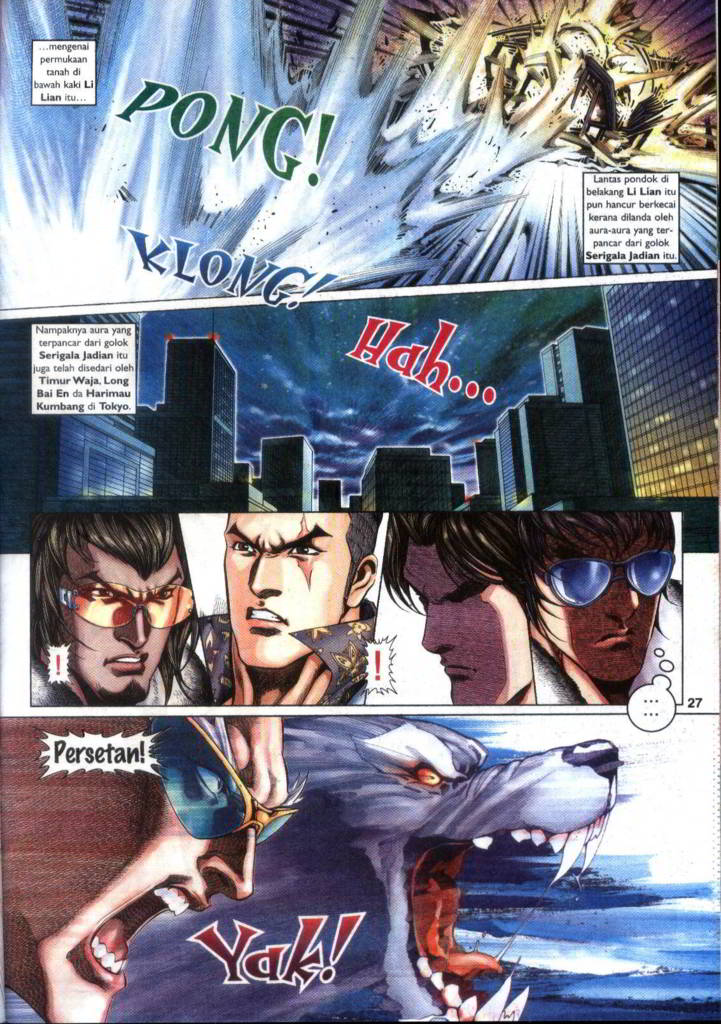 ...mengenai
permukaan
tanah di
bawah kaki Li
Lian itu...
PONG!
Lantas pondok di
belakang Li Lian itu
pun hancur berkecai
kerana dilanda oleh
aura-aura yang ter-
pancar dari golok
Serigala Jadian itu.
KLONG!
Nampaknya aura yang
terpancar dari golok
Serigala Jadian itu
juga telah disedari oleh
Timur Waja, Long
Bai En da Harimau
Kumbang di Tokyo.
Hah...
!
!
...
...
27
Persetan!
Yak!